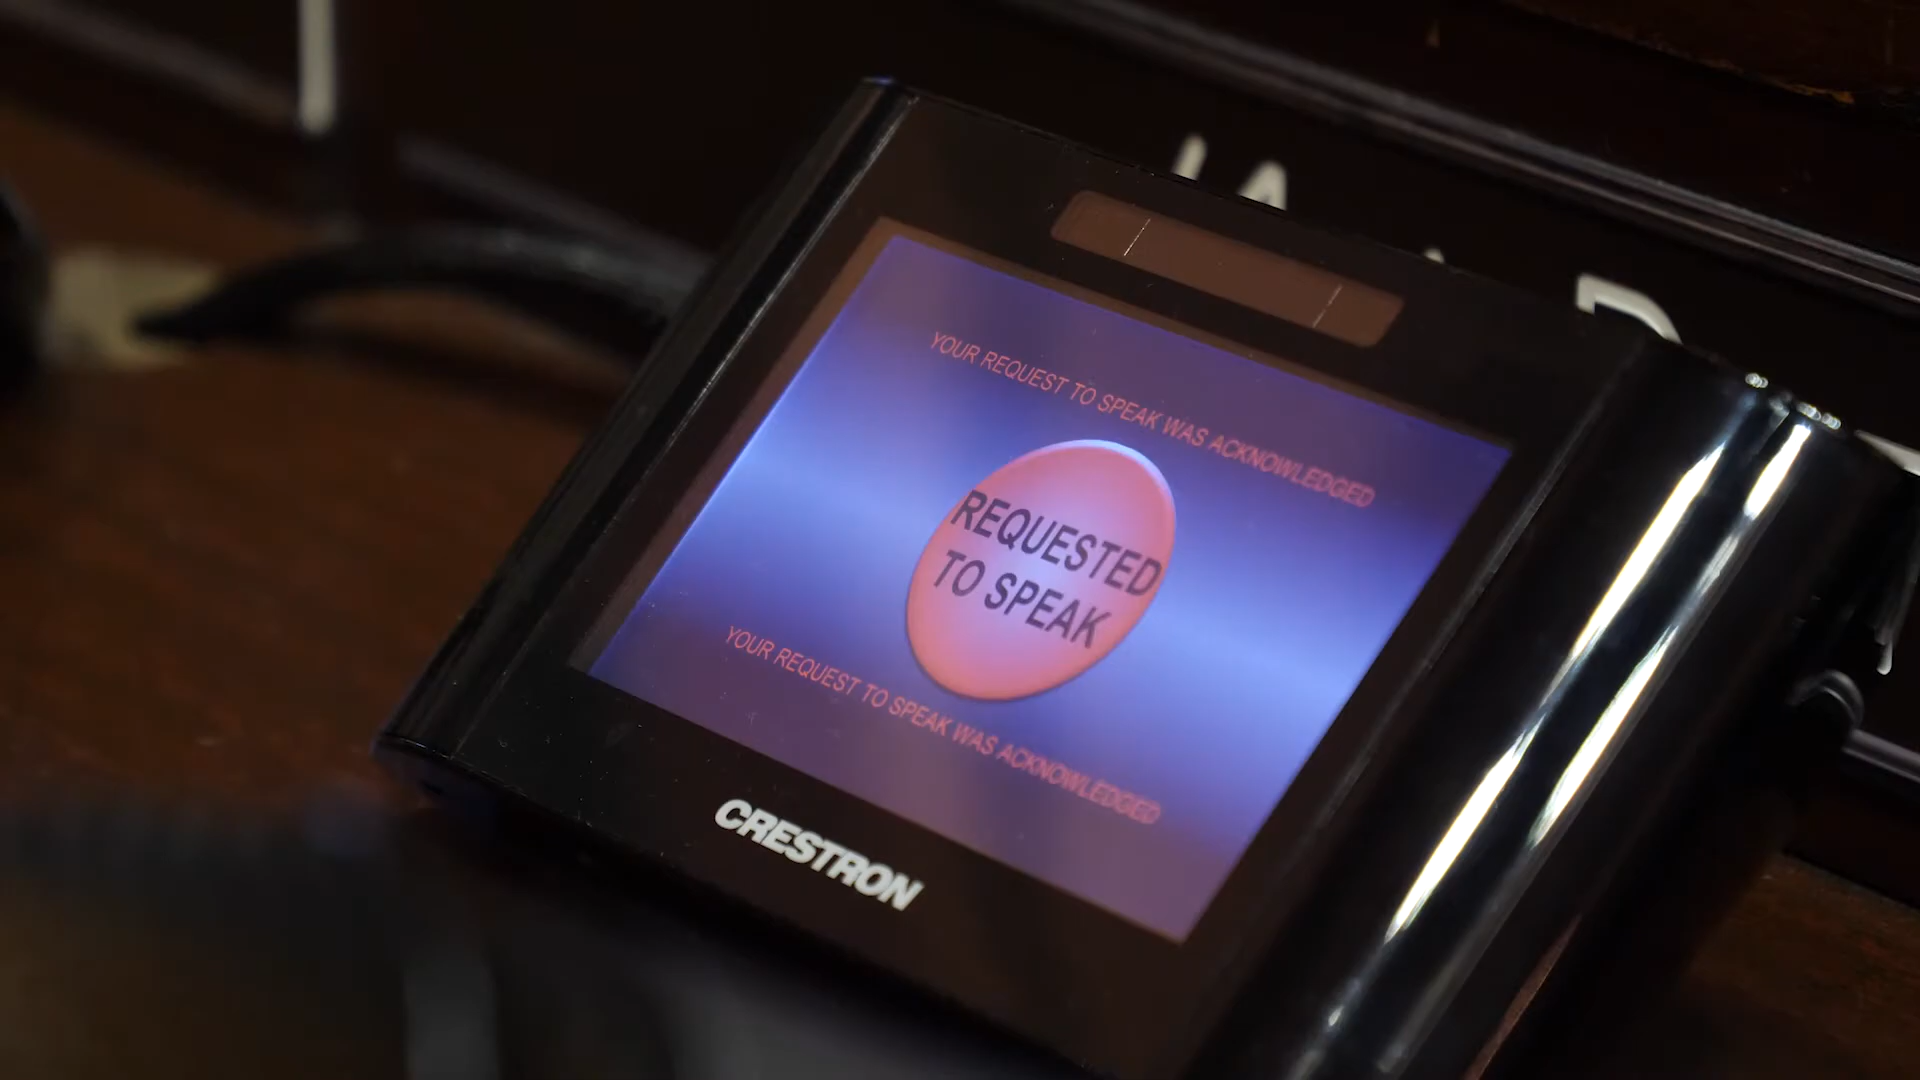 YOUR REQUEST TO SPEAK WAS ACKNOWLEDGED
REQUESTED
TO SPEAK
YOUR REQUEST TO SPEAK WAS ACKNOWLEDGED
CRESTRON